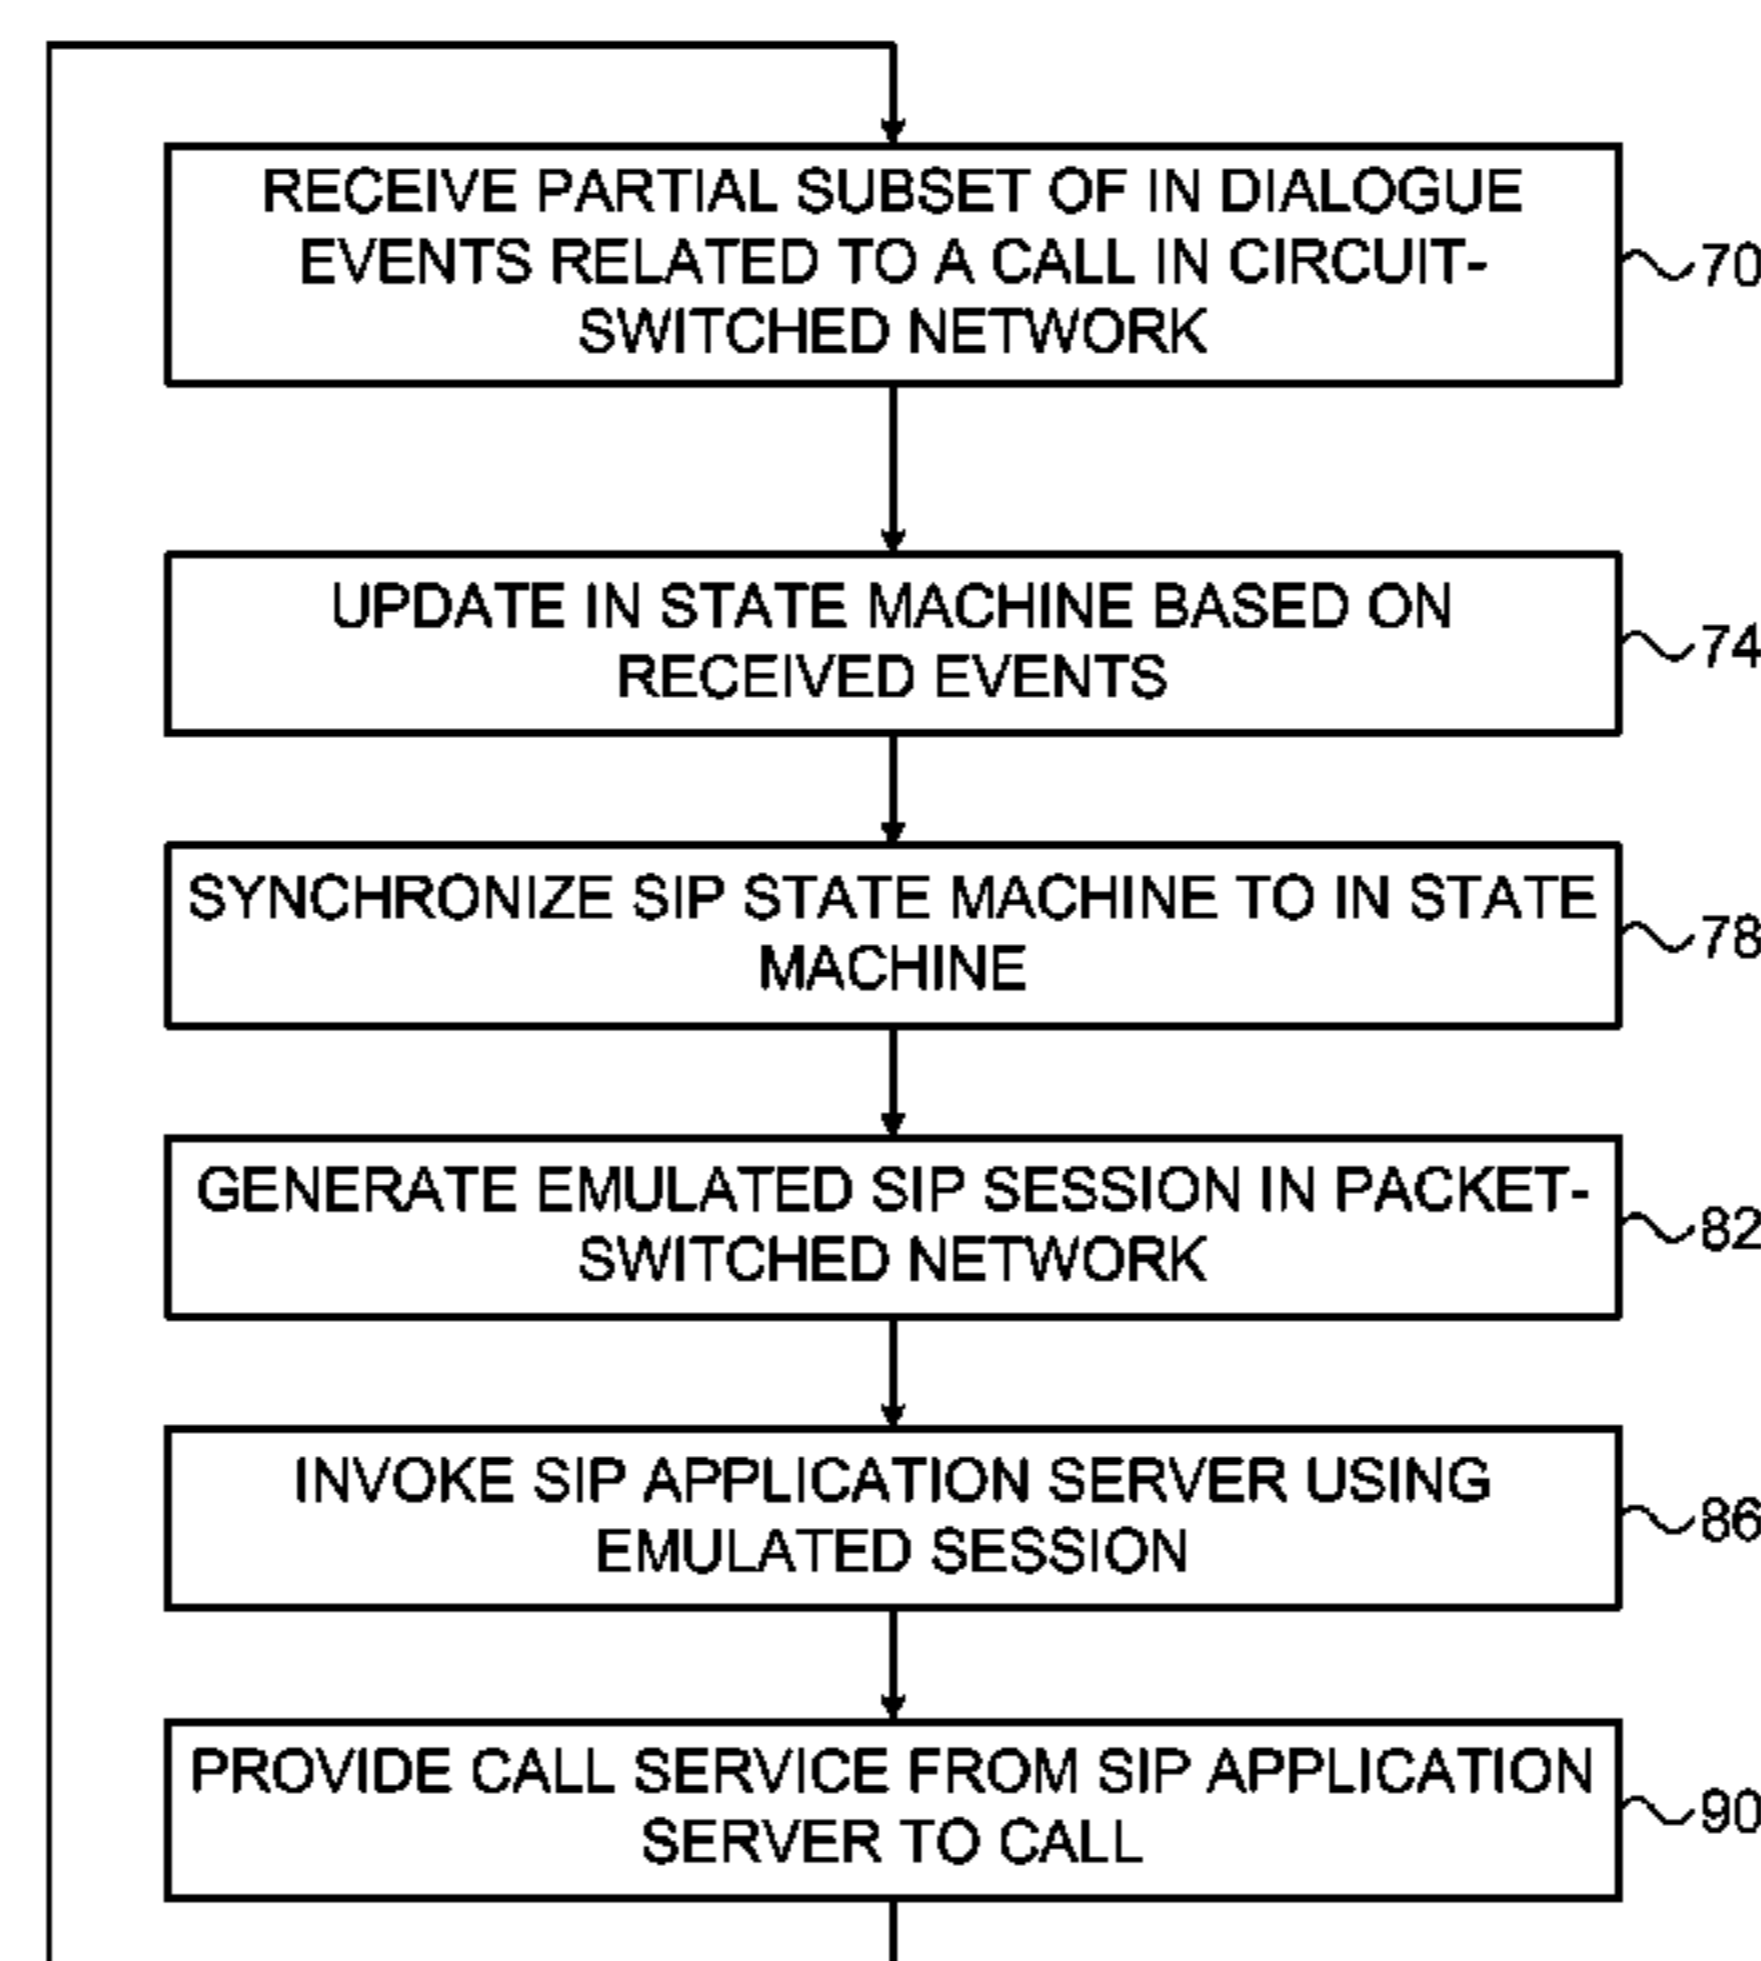 RECEIVE PARTIAL SUBSET OF IN DIALOGUE
EVENTS RELATED TO A CALL IN CIRCUIT-
SWITCHED NETWORK
70
UPDATE IN STATE MACHINE BASED ON
RECEIVED EVENTS
74
SYNCHRONIZE SIP STATE MACHINE TO IN STATE
MACHINE
78
GENERATE EMULATED SIP SESSION IN PACKET-
SWITCHED NETWORK
82
INVOKE SIP APPLICATION SERVER USING
EMULATED SESSION
86
PROVIDE CALL SERVICE FROM SIP APPLICATION
SERVER TO CALL
90